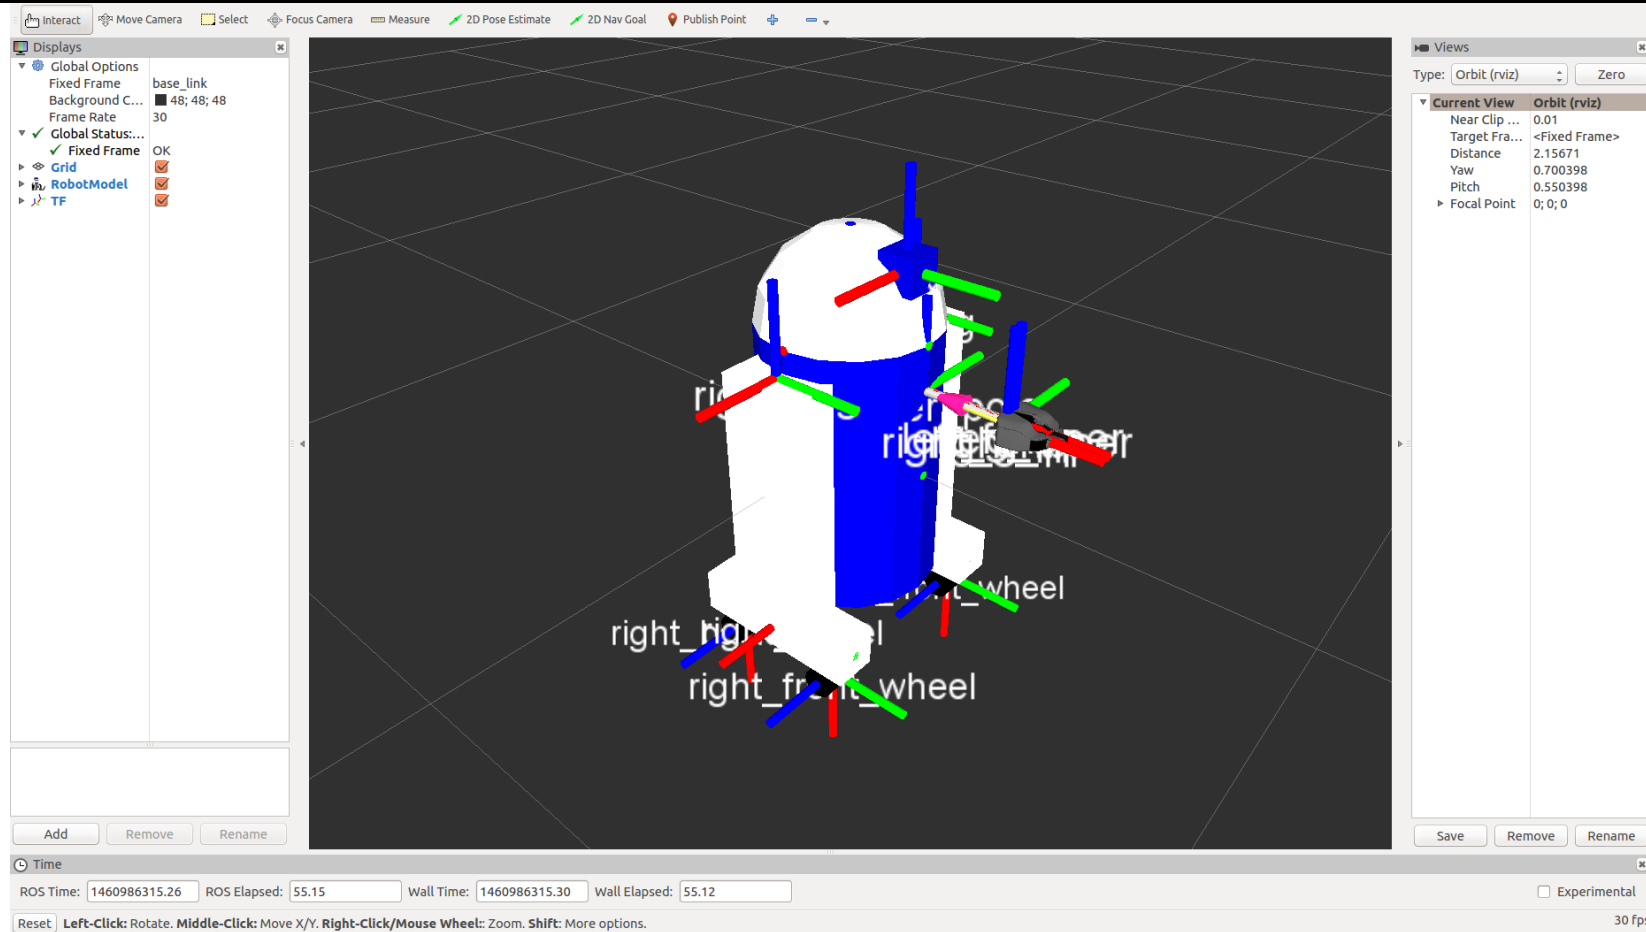 Interact Move Camera Select Focus Camera Measure 2D Pose Estimate 2D Nav Goal Publish Point
Displays
Global Options
Fixed Frame base_link
Background C... 48; 48; 48
Frame Rate 30
Global Status:...
Fixed Frame OK
Grid
RobotModel
TF
Add Remove Rename
right_front_wheel
Views
Type: Orbit (rviz) Zero
Current View Orbit (rviz)
Near Clip ... 0.01
Target Fra... <Fixed Frame>
Distance 2.15671
Yaw 0.700398
Pitch 0.550398
Focal Point 0; 0; 0
Save Remove Rename
Time
ROS Time: 1460986315.26 ROS Elapsed: 55.15 Wall Time: 1460986315.30 Wall Elapsed: 55.12 Experimental
Reset Left-Click: Rotate. Middle-Click: Move X/Y. Right-Click/Mouse Wheel:: Zoom. Shift: More options. 30 fps